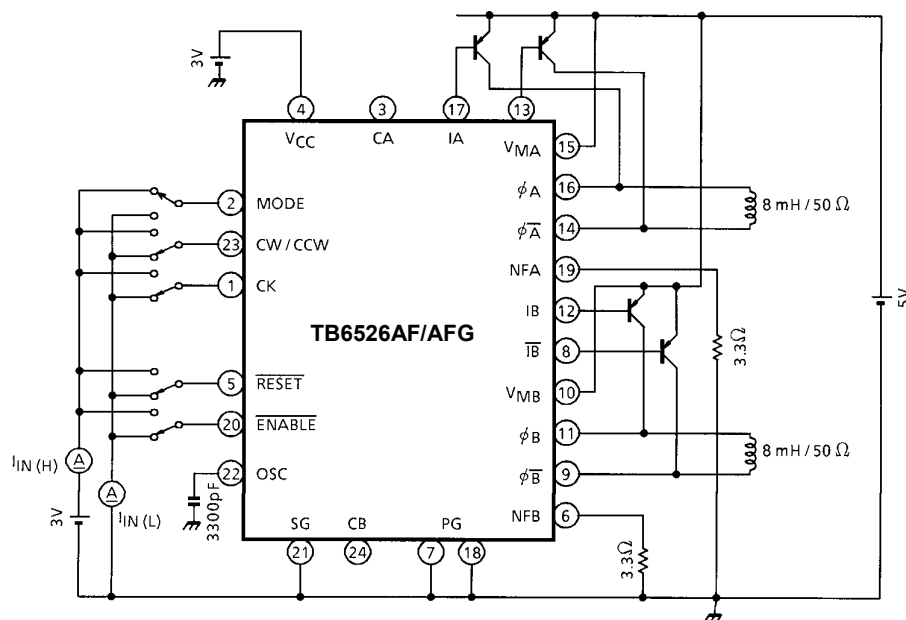 3V
4
3
17
13
VCC
CA
IA
VMA
15
2
MODE
ϕA
16
8 mH / 50 Ω
23
CW / CCW
ϕA̅
14
1
CK
NFA
19
TB6526AF/AFG
IB
12
I̅B̅
8
3.3Ω
5V
5
R̅E̅S̅E̅T̅
VMB
10
20
E̅N̅A̅B̅L̅E̅
ϕB
11
8 mH / 50 Ω
IIN (H)
A
22
OSC
ϕB̅
9
A
IIN (L)
3300pF
3V
NFB
6
SG
CB
PG
21
24
7
18
3.3Ω